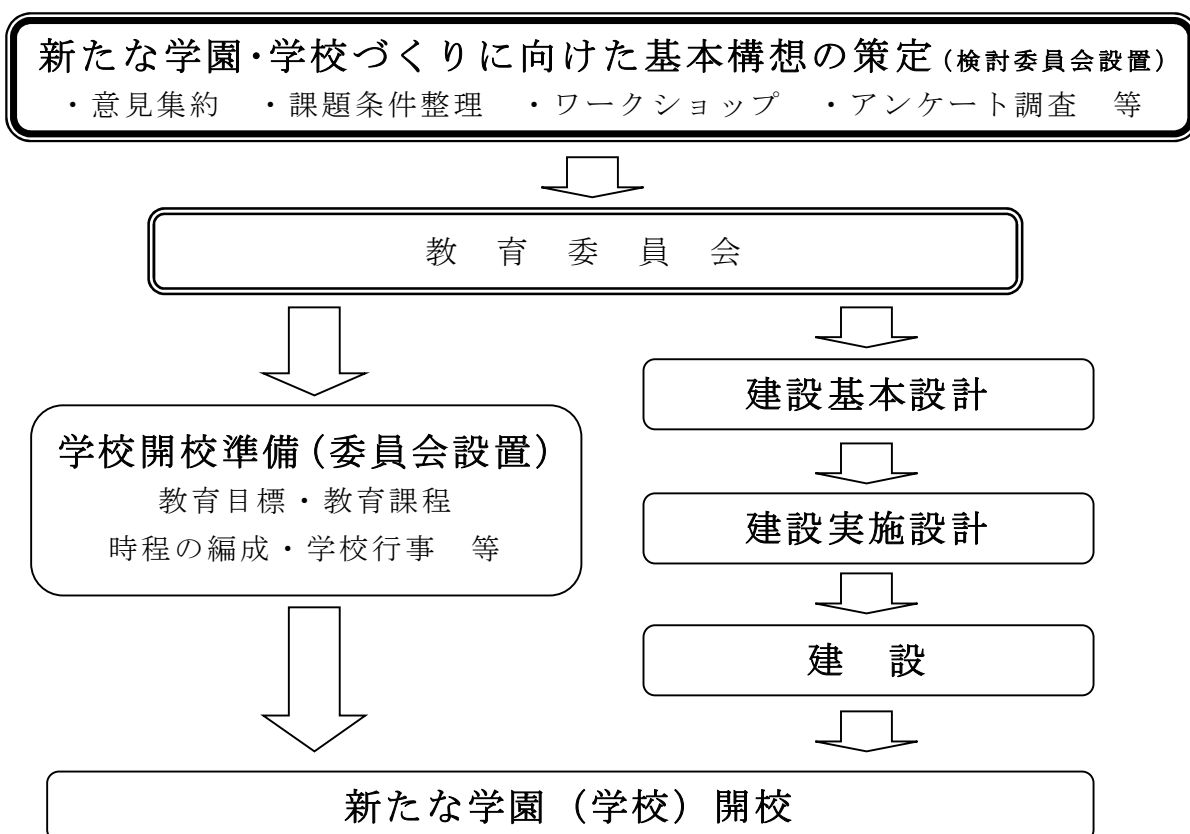 新たな学園・学校づくりに向けた基本構想の策定(検討委員会設置)
・意見集約　・課題条件整理　・ワークショップ　・アンケート調査　等
教　育　委　員　会
建設基本設計
学校開校準備(委員会設置)
教育目標・教育課程
時程の編成・学校行事　等
建設実施設計
建　設
新たな学園（学校）開校